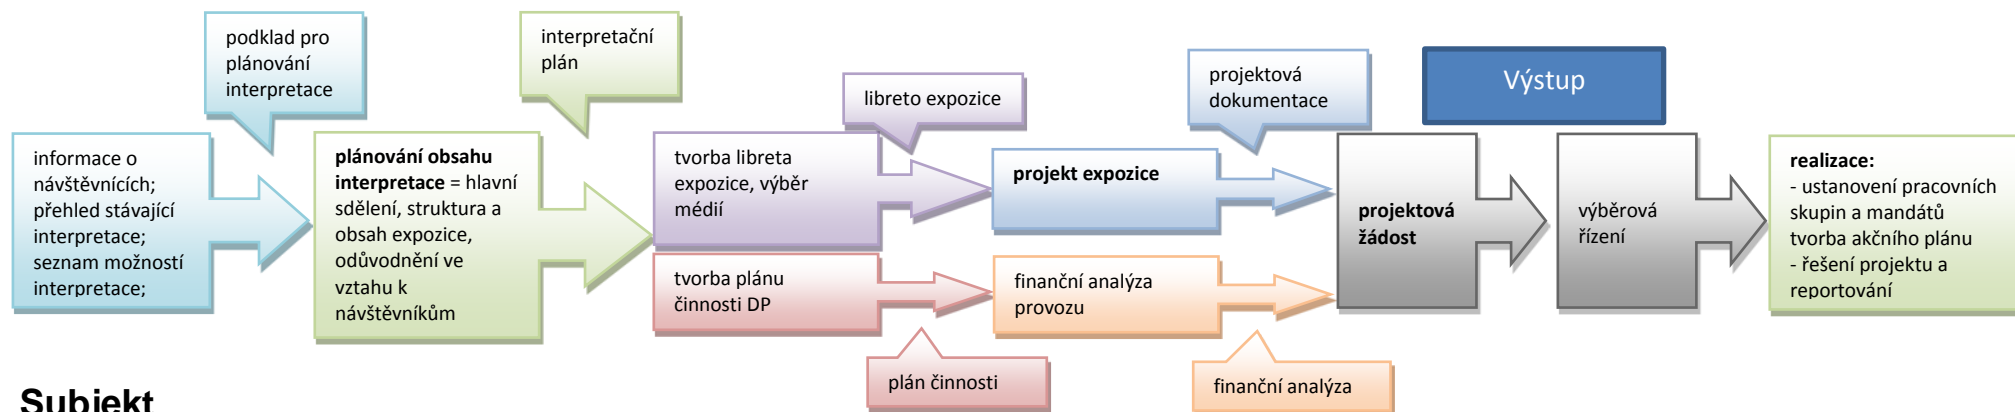 podklad pro
plánování
interpretace
interpretační
plán
libreto expozice
projektová
dokumentace
Výstup
informace o
návštěvnících;
přehled stávající
interpretace;
seznam možností
interpretace;
plánování obsahu
interpretace = hlavní
sdělení, struktura a
obsah expozice,
odůvodnění ve
vztahu k
návštěvníkům
tvorba libreta
expozice, výběr
médií
tvorba plánu
činnosti DP
projekt expozice
finanční analýza
provozu
projektová
žádost
výběrová
řízení
realizace:
- ustanovení pracovních
skupin a mandátů
tvorba akčního plánu
- řešení projektu a
reportování
plán činnosti
finanční analýza
Subjekt